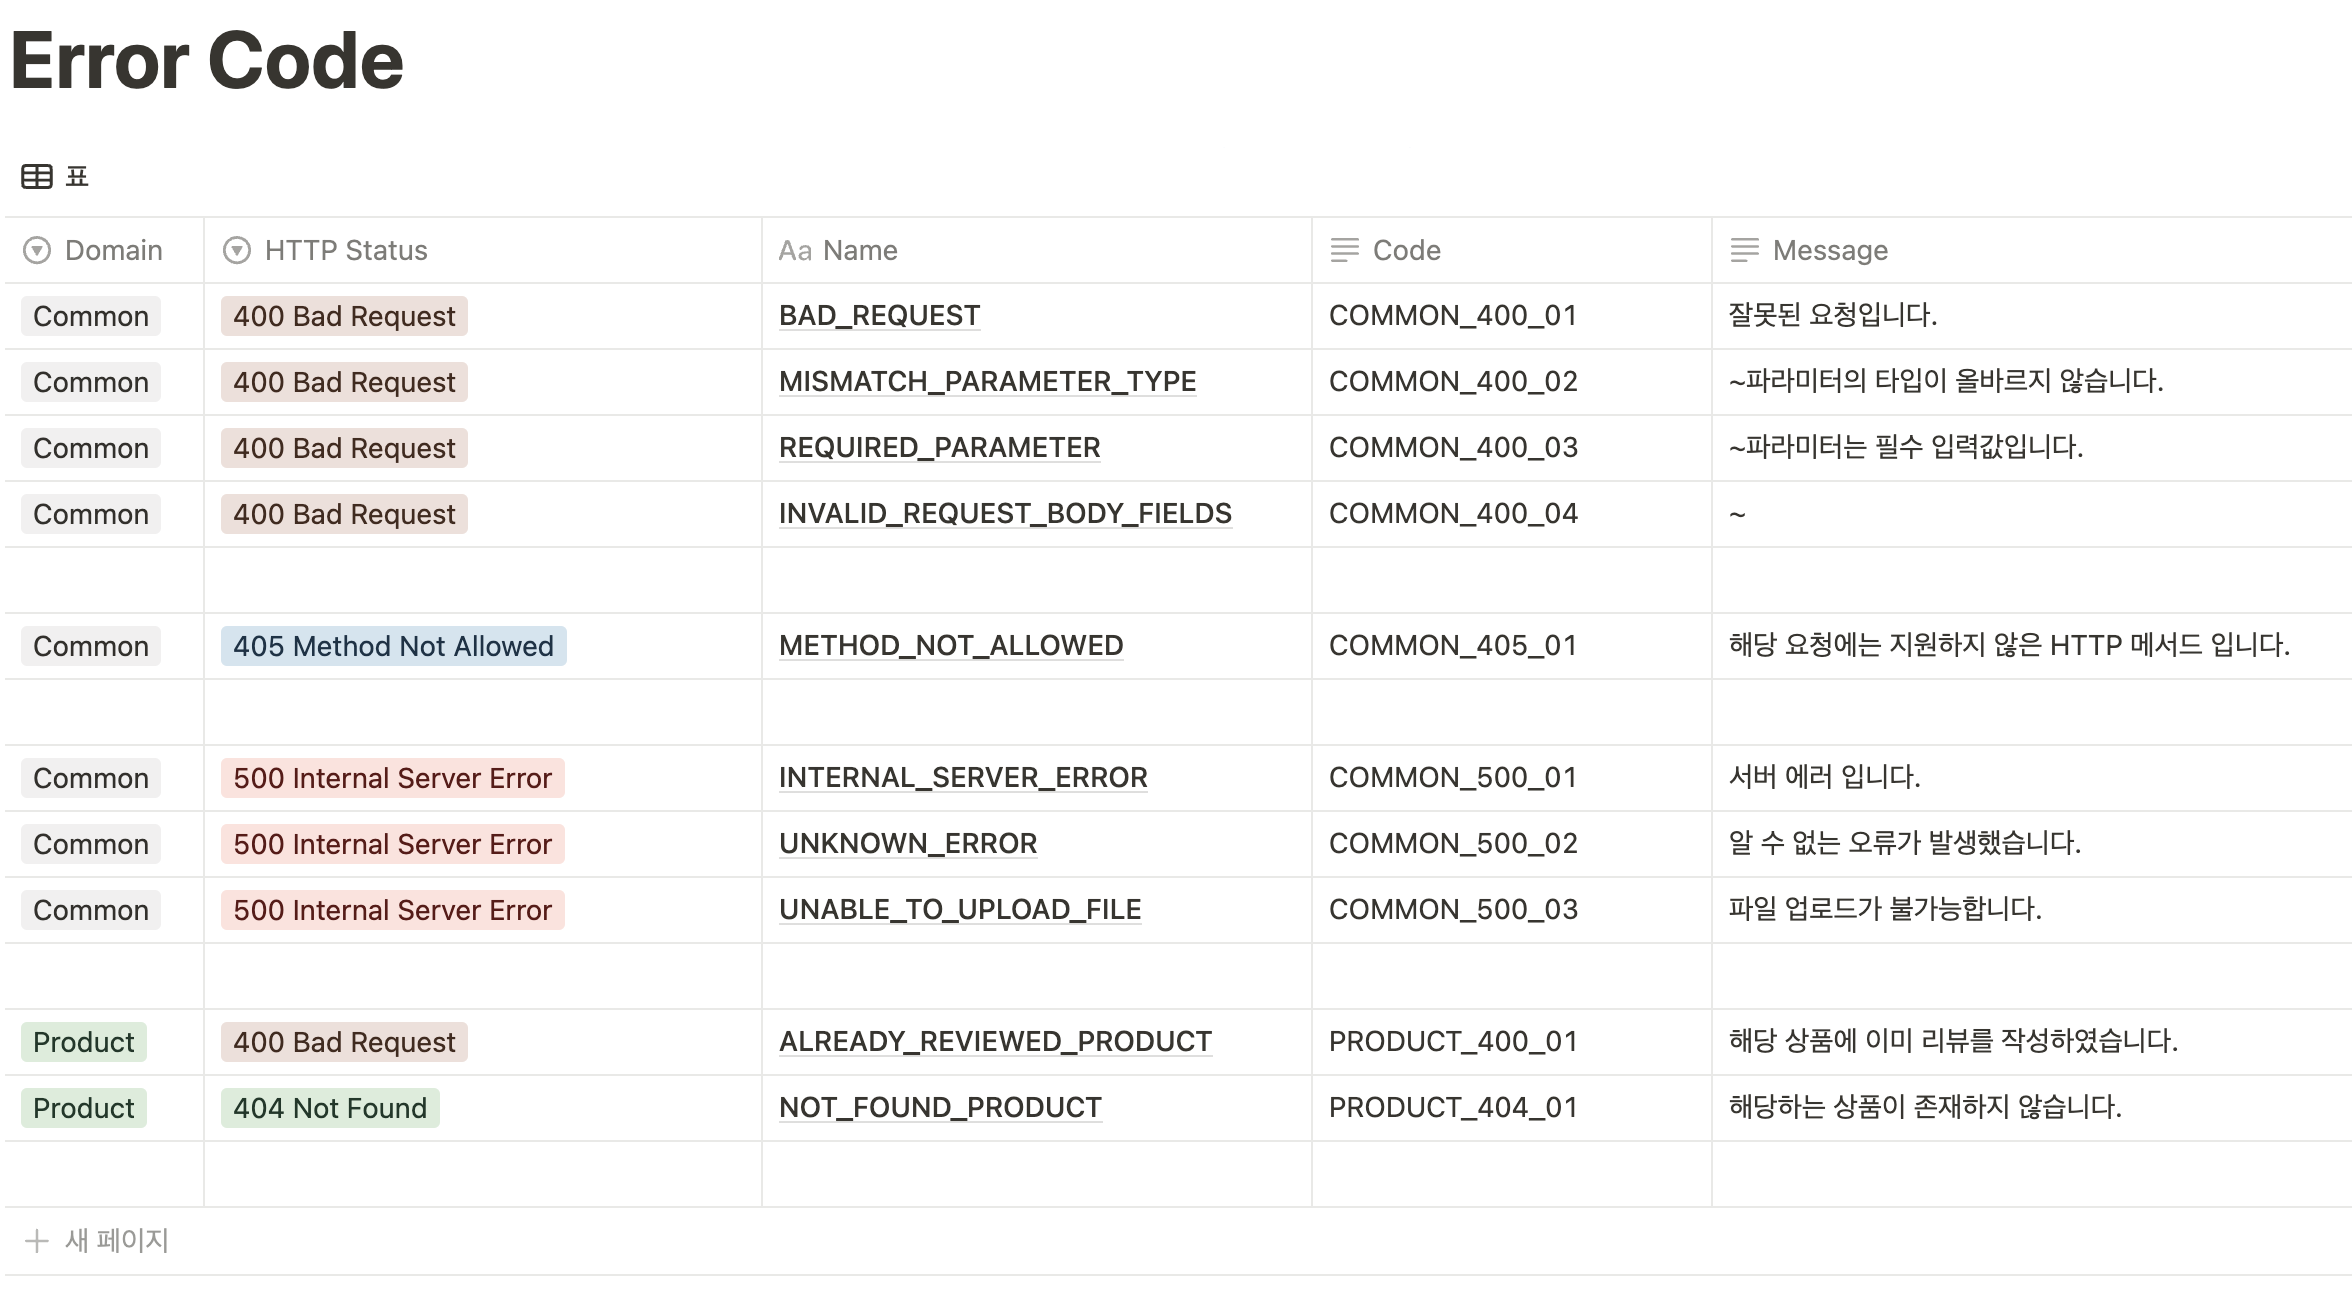 Error Code
표
Domain HTTP Status Aa Name Code Message
Common 400 Bad Request BAD_REQUEST COMMON_400_01 잘못된 요청입니다.
Common 400 Bad Request MISMATCH_PARAMETER_TYPE COMMON_400_02 ~파라미터의 타입이 올바르지 않습니다.
Common 400 Bad Request REQUIRED_PARAMETER COMMON_400_03 ~파라미터는 필수 입력값입니다.
Common 400 Bad Request INVALID_REQUEST_BODY_FIELDS COMMON_400_04 ~
Common 405 Method Not Allowed METHOD_NOT_ALLOWED COMMON_405_01 해당 요청에는 지원하지 않은 HTTP 메서드 입니다.
Common 500 Internal Server Error INTERNAL_SERVER_ERROR COMMON_500_01 서버 에러 입니다.
Common 500 Internal Server Error UNKNOWN_ERROR COMMON_500_02 알 수 없는 오류가 발생했습니다.
Common 500 Internal Server Error UNABLE_TO_UPLOAD_FILE COMMON_500_03 파일 업로드가 불가능합니다.
Product 400 Bad Request ALREADY_REVIEWED_PRODUCT PRODUCT_400_01 해당 상품에 이미 리뷰를 작성하였습니다.
Product 404 Not Found NOT_FOUND_PRODUCT PRODUCT_404_01 해당하는 상품이 존재하지 않습니다.
새 페이지